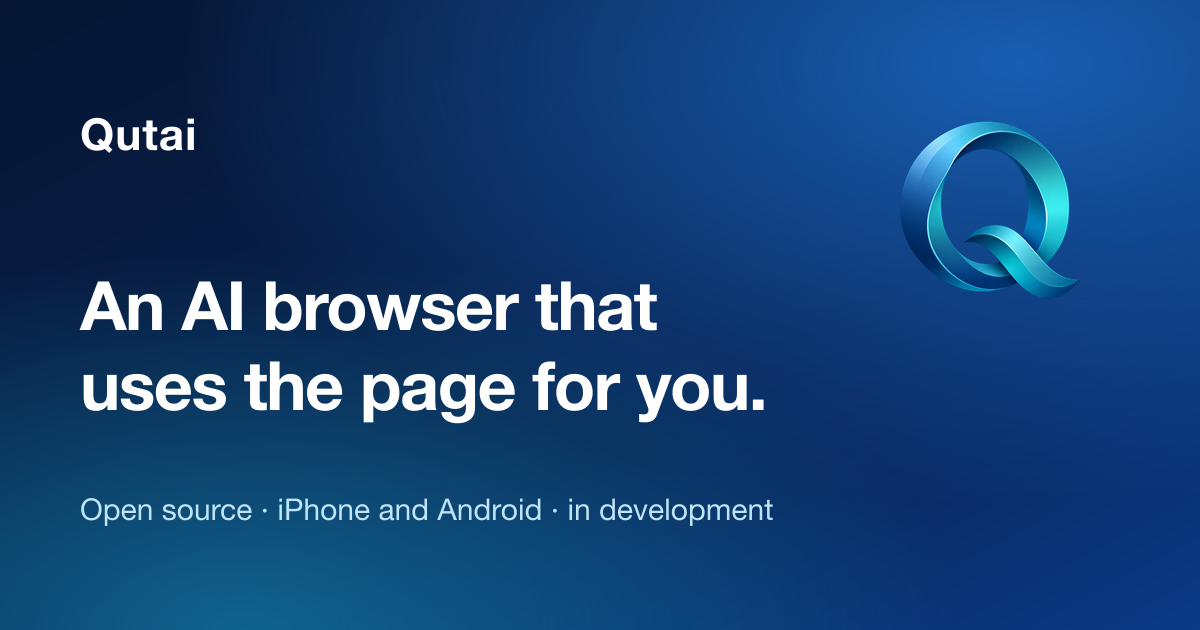 Qutai
An AI browser that
uses the page for you.
Open source · iPhone and Android · in development